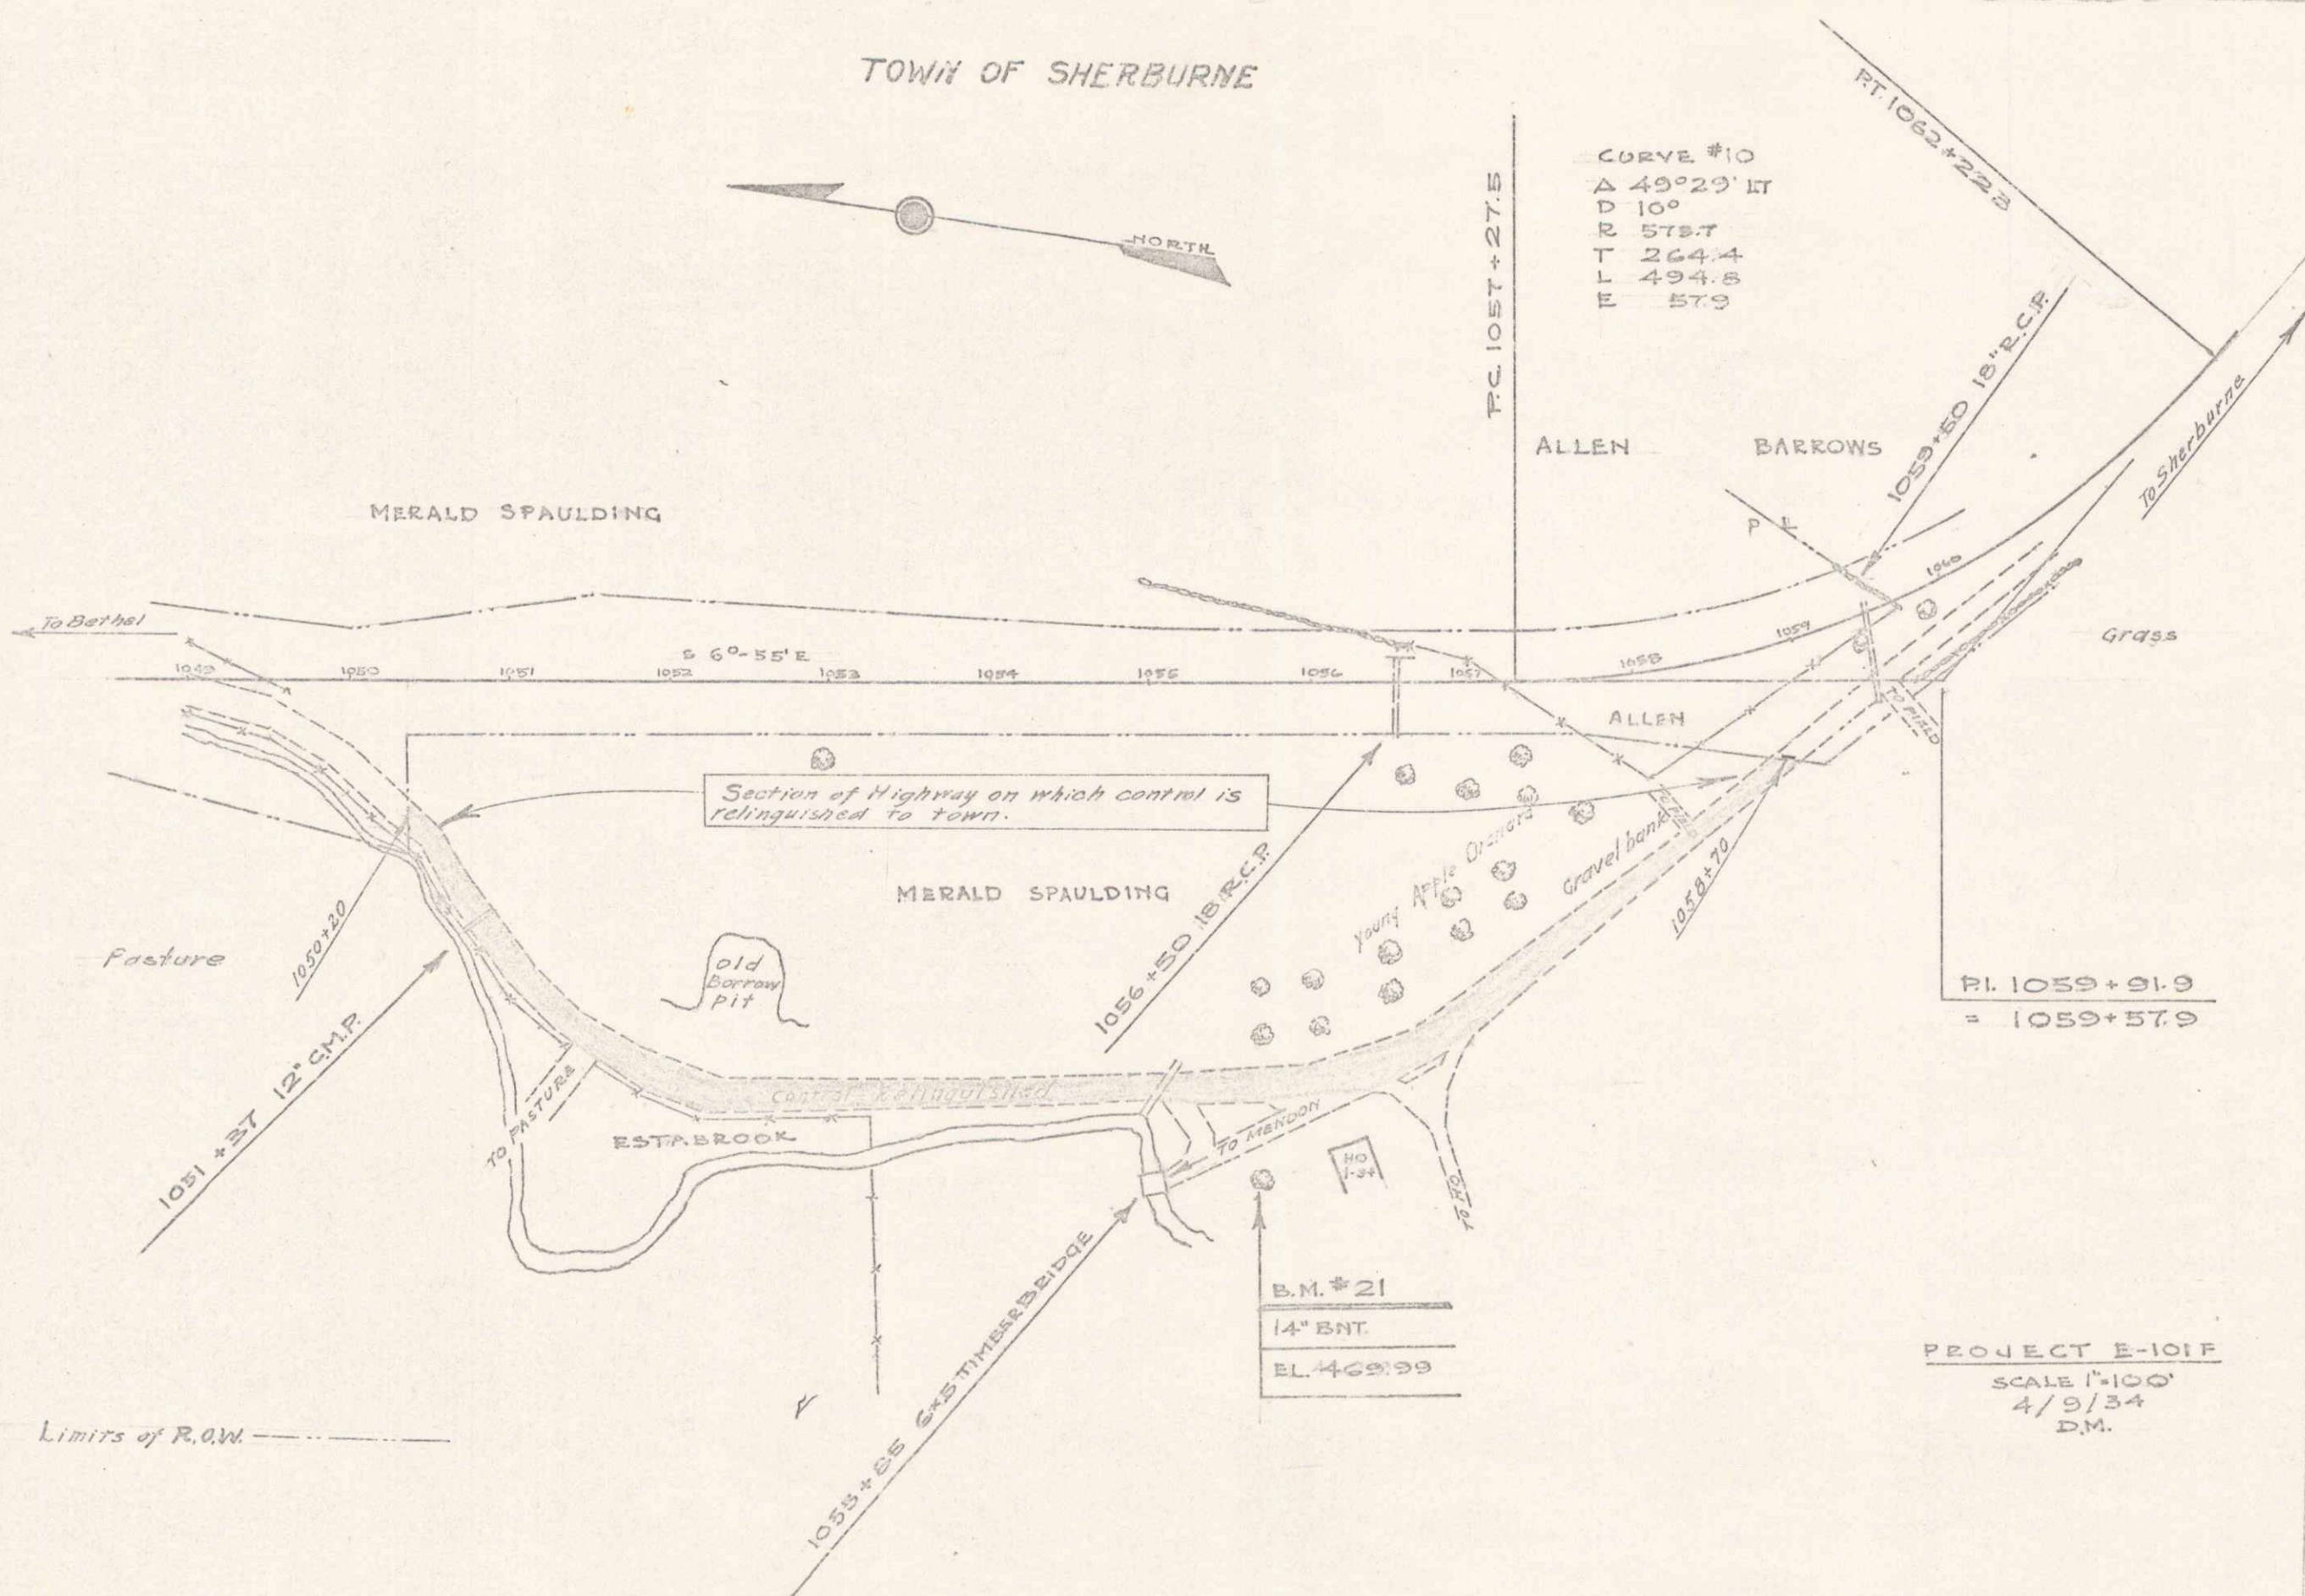 TOWN OF SHERBURNE
NORTH
P.C. 1057+27.5
CURVE #10
Δ 49°29' LT
D 10°
R 573.7
T 264.4
L 494.8
E 57.9
P.T. 1062+22.3
1059+50 18" R.C.P.
To Sherburne
ALLEN BARROWS
MERALD SPAULDING
P L
To Bethel
S 6°-55'E
1049
1050
1051
1052
1053
1054
1055
1056
1057
1058
1059
1060
Grass
ALLEN
TO FIELD
Section of Highway on which control is
relinquished to town.
Young Apple Orchard
Gravel bank
1058+70
MERALD SPAULDING
1056+50 18" R.C.P.
Pasture
1050+20
old
Borrow
pit
1051+37 12" C.M.P.
P.I. 1059+91.9
= 1059+57.9
Control Relinquished
TO PASTURE
ESTABROOK
TO MENDON
HO
1-St
TO HO
1055+85 6x5 TIMBER BRIDGE
B.M. #21
14" BNT.
EL. 1469.99
PROJECT E-101F
SCALE 1"=100'
4/9/34
D.M.
Limits of R.O.W.